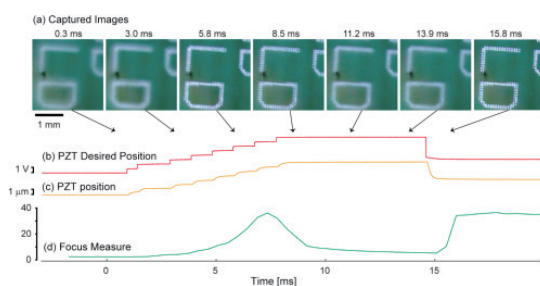 (a) Captured Images
0.3 ms 3.0 ms 5.8 ms 8.5 ms 11.2 ms 13.9 ms 15.8 ms
1 mm
(b) PZT Desired Position
1 V
(c) PZT position
1 μm
40
20
(d) Focus Measure
0
0 5 10 15
Time [ms]